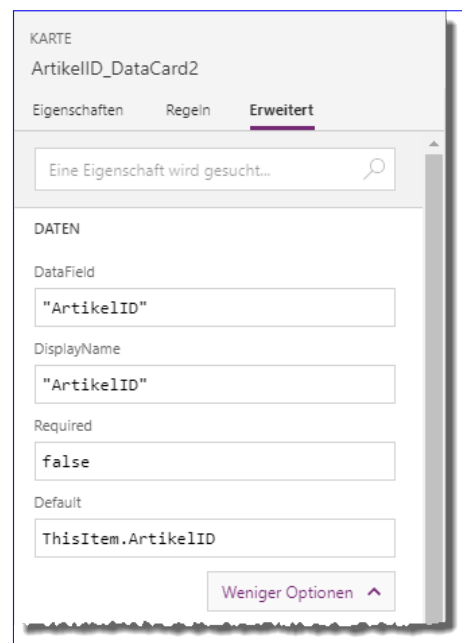 KARTE
ArtikelID_DataCard2
Eigenschaften Regeln Erweitert
Eine Eigenschaft wird gesucht...
DATEN
DataField
"ArtikelID"
DisplayName
"ArtikelID"
Required
false
Default
ThisItem.ArtikelID
Weniger Optionen